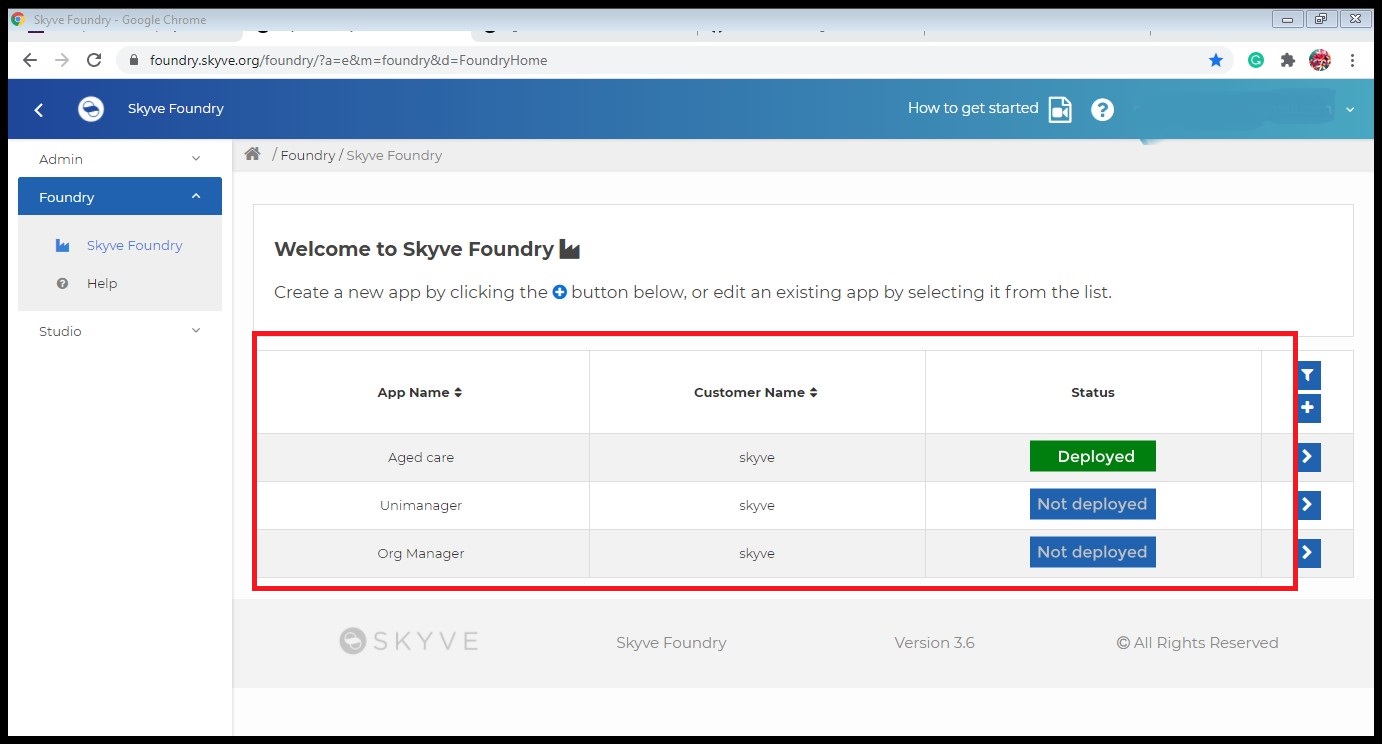 Skyve Foundry - Google Chrome
foundry.skyve.org/foundry/?a=e&m=foundry&d=FoundryHome
Skyve Foundry
How to get started
Admin
Foundry
Skyve Foundry
Help
Studio
/ Foundry / Skyve Foundry
Welcome to Skyve Foundry
Create a new app by clicking the button below, or edit an existing app by selecting it from the list.
App Name Customer Name Status
Aged care skyve Deployed
Unimanager skyve Not deployed
Org Manager skyve Not deployed
SKYVE Skyve Foundry Version 3.6 © All Rights Reserved